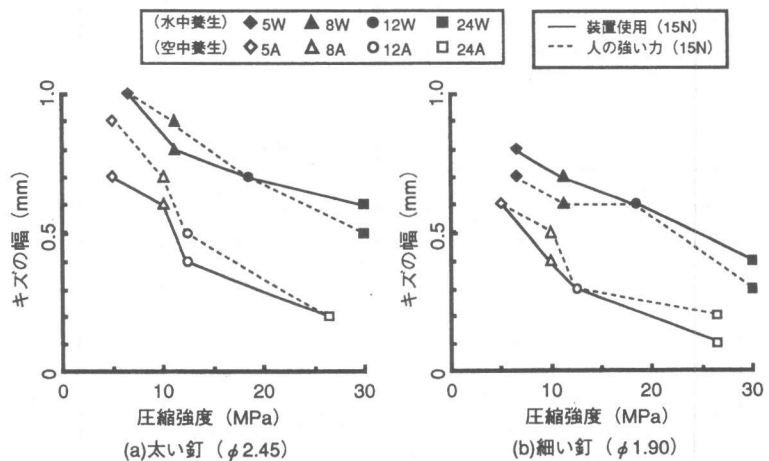 (水中養生) ◆5W ▲8W ●12W ■24W
(空中養生) ◇5A △8A ○12A □24A
装置使用 (15N)
人の強い力 (15N)
キズの幅 (mm)
1.0
0.5
0
0 10 20 30
圧縮強度 (MPa)
(a)太い釘 (φ2.45)
キズの幅 (mm)
1.0
0.5
0
0 10 20 30
圧縮強度 (MPa)
(b)細い釘 (φ1.90)